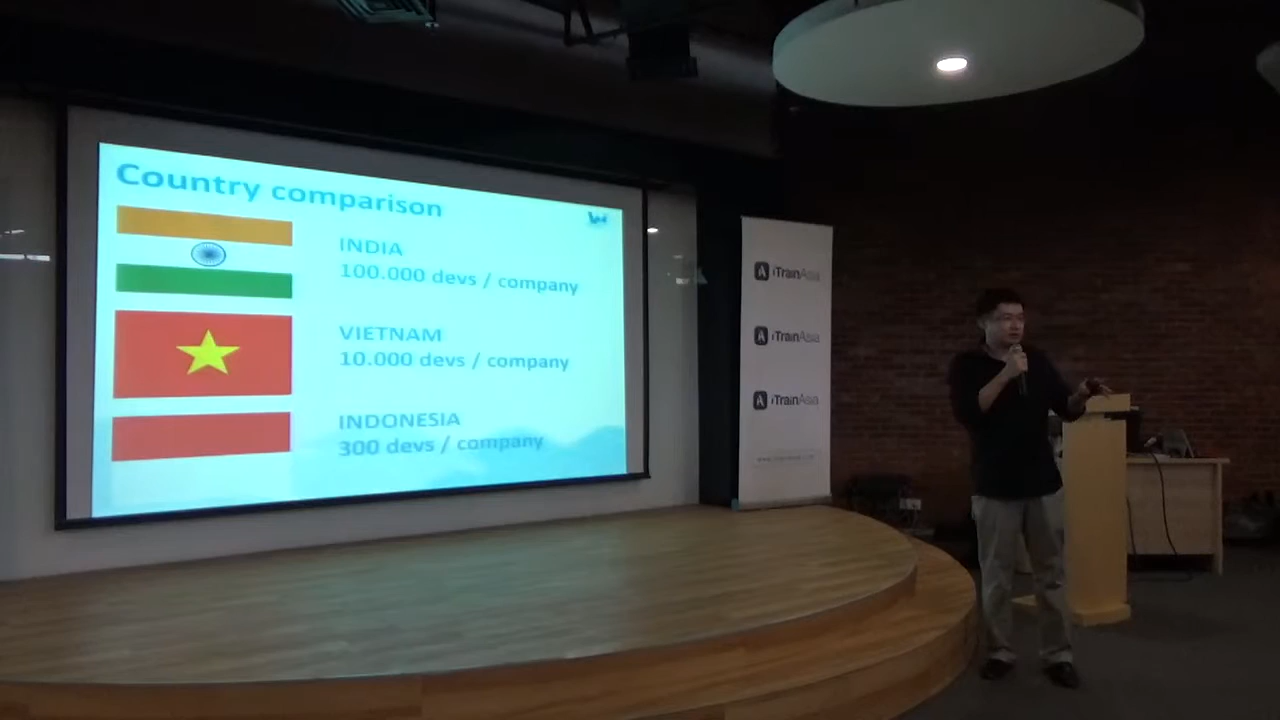 Country comparison
INDIA
100.000 devs / company
VIETNAM
10.000 devs / company
INDONESIA
300 devs / company
iTrainAsia
iTrainAsia
iTrainAsia